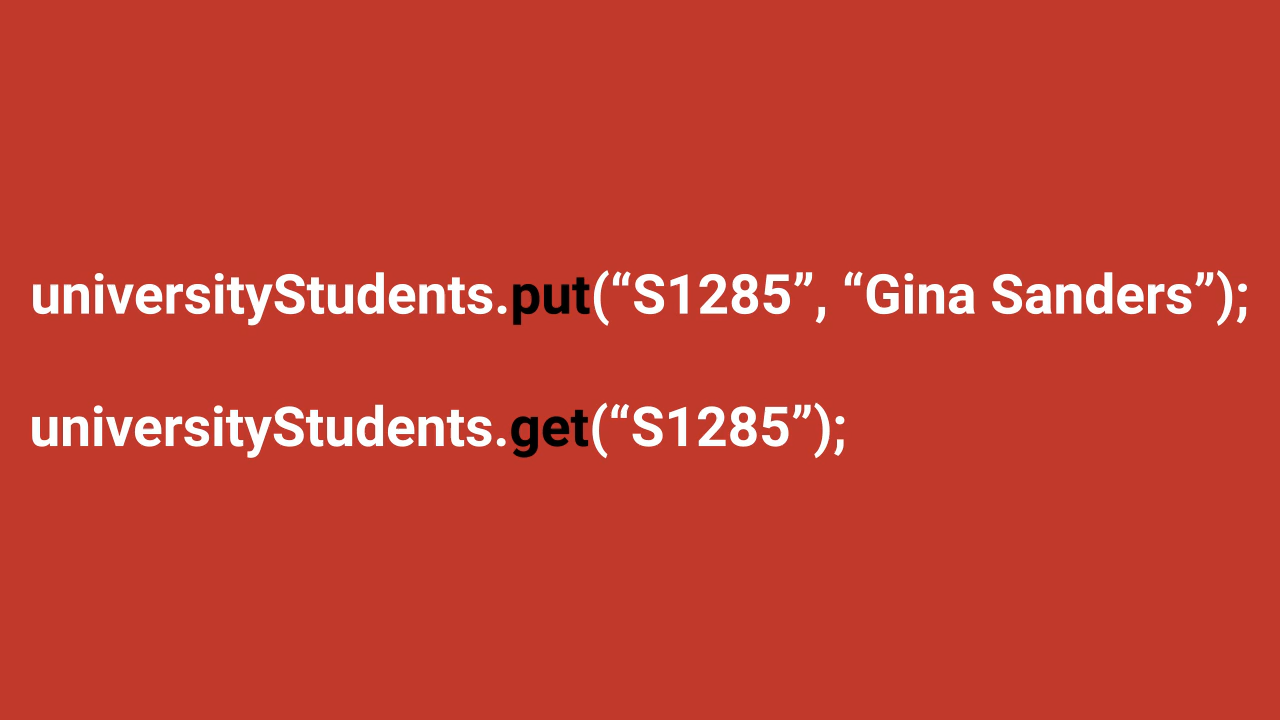 universityStudents.put(“S1285”, “Gina Sanders”);
universityStudents.get(“S1285”);